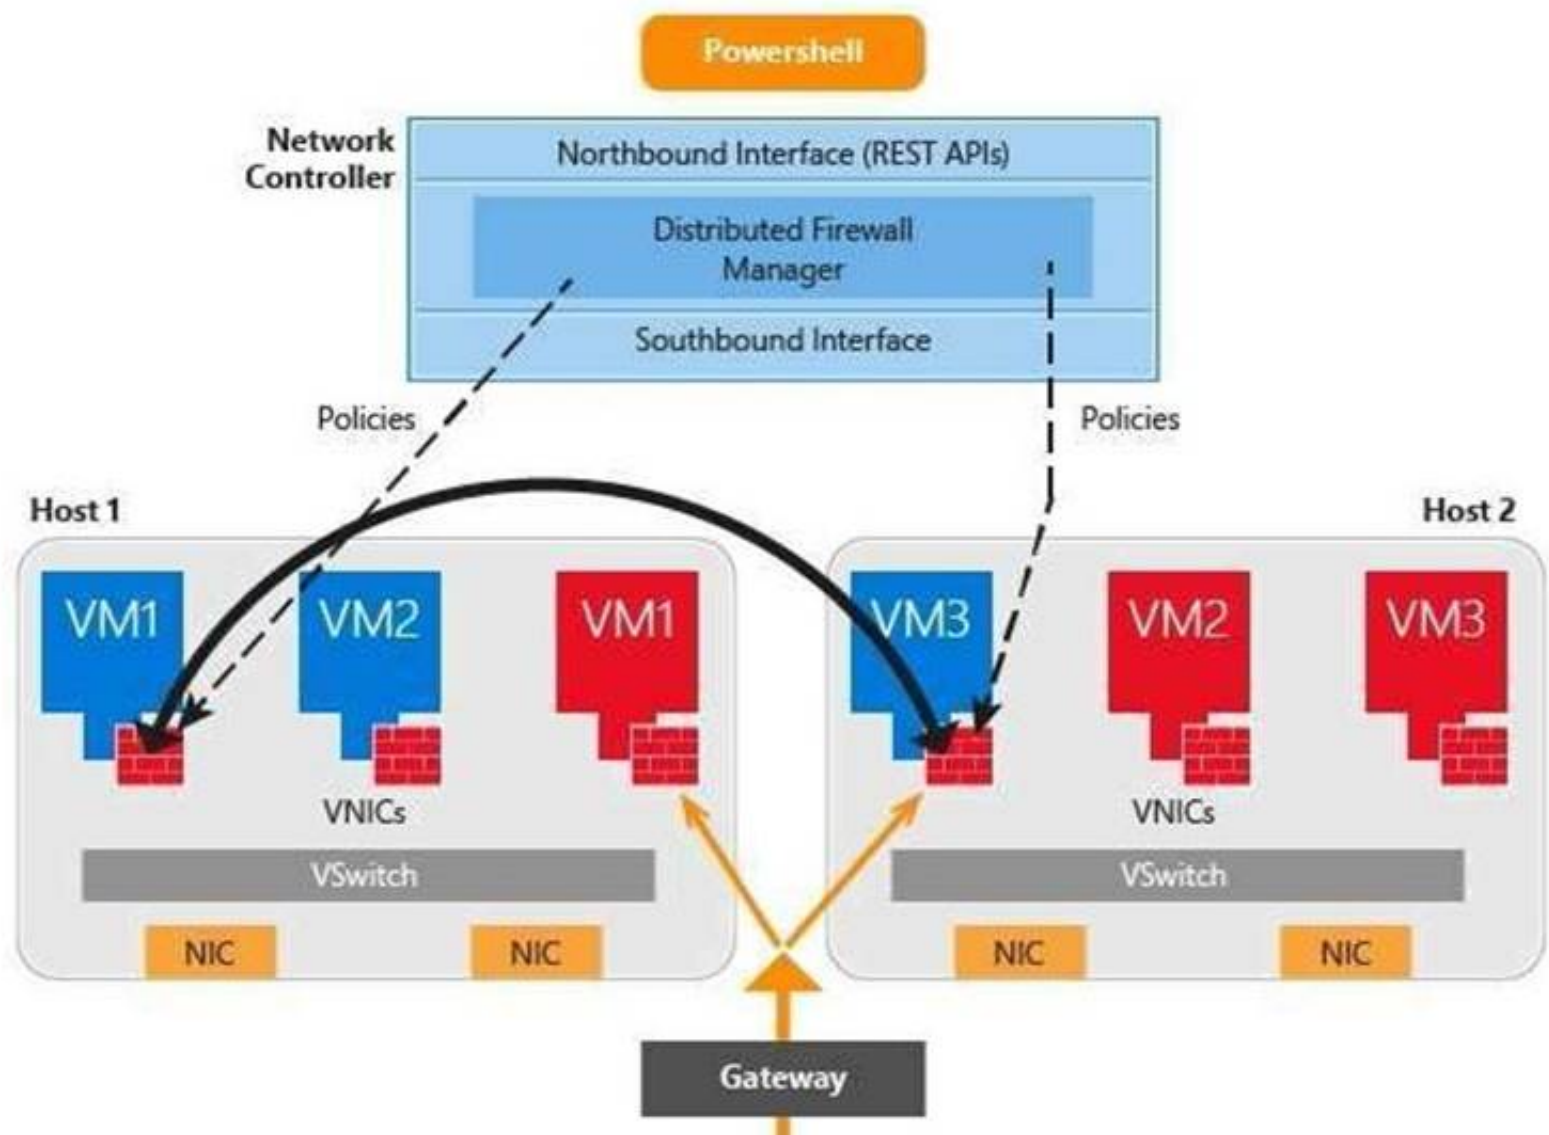 Powershell
Network
Controller
Northbound Interface (REST APIs)
Distributed Firewall
Manager
Southbound Interface
Policies
Policies
Host 1
Host 2
VM1
VM2
VM1
VM3
VM2
VM3
VNICs
VNICs
VSwitch
VSwitch
NIC
NIC
NIC
NIC
Gateway